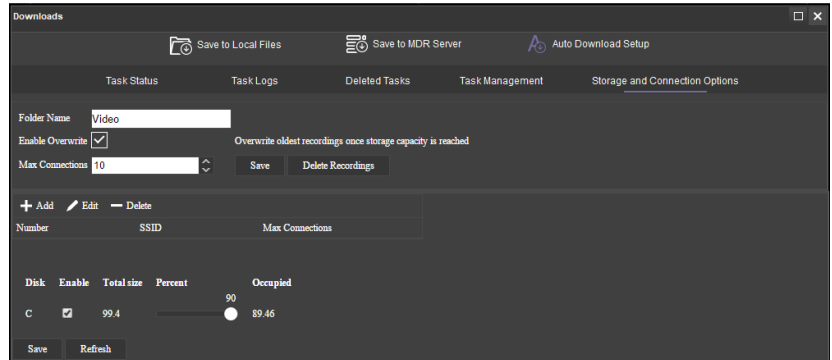 Downloads
Save to Local Files Save to MDR Server Auto Download Setup
Task Status Task Logs Deleted Tasks Task Management Storage and Connection Options
Folder Name Video
Enable Overwrite Overwrite oldest recordings once storage capacity is reached
Max Connections 10 Save Delete Recordings
Add Edit Delete
Number SSID Max Connections
Disk Enable Total size Percent Occupied
90
C 99.4 89.46
Save Refresh